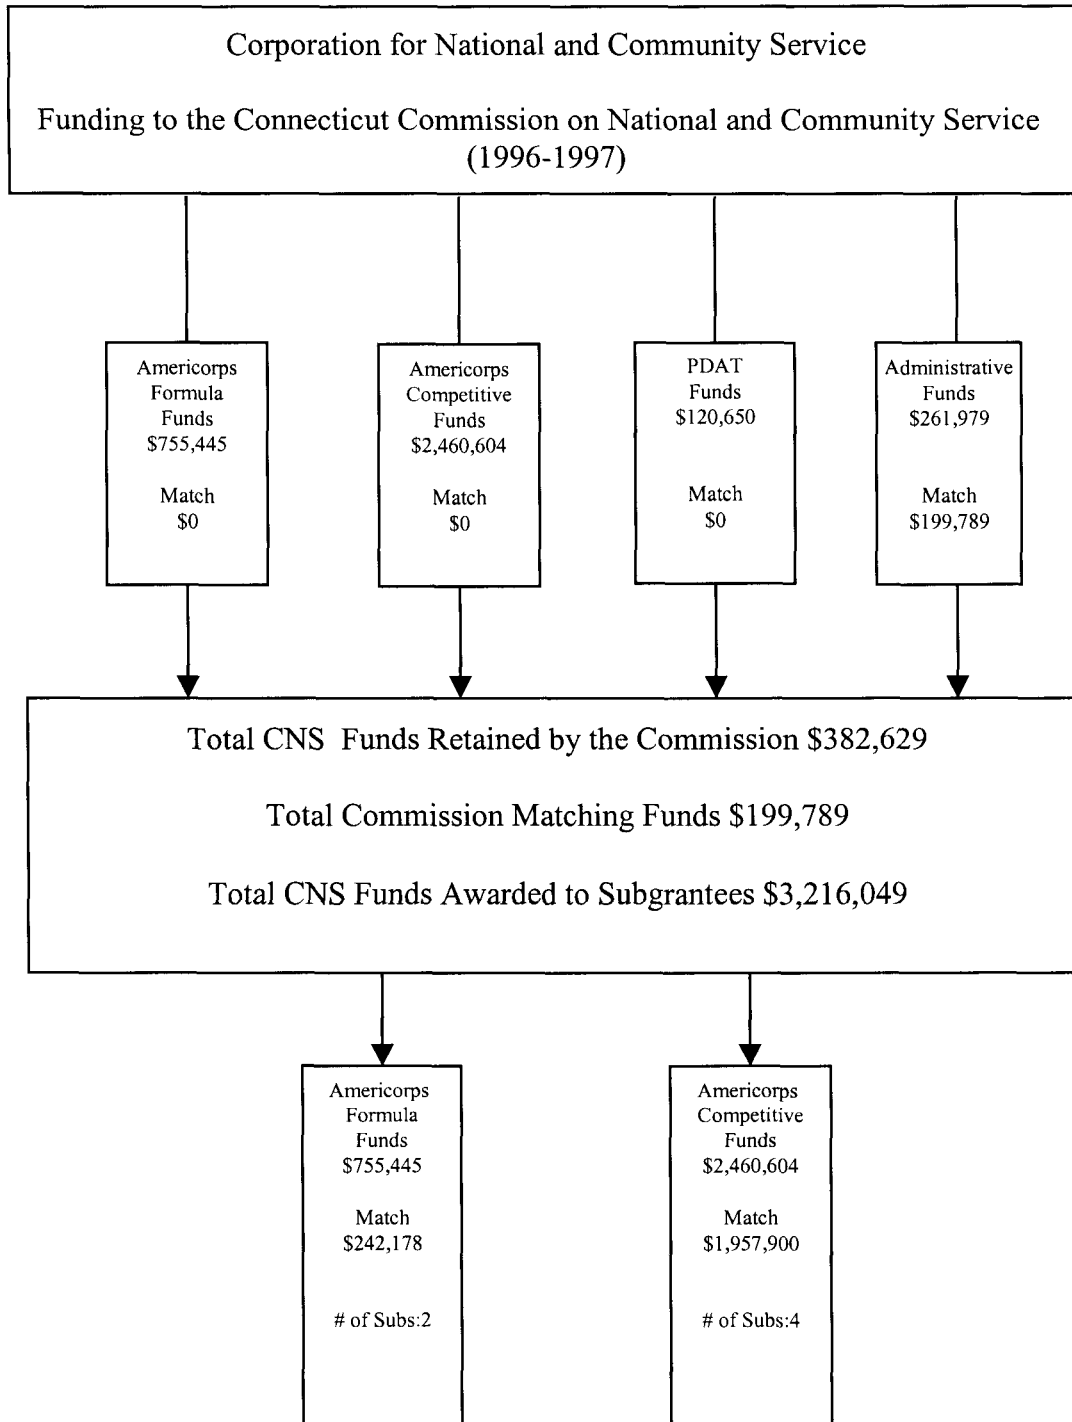 Corporation for National and Community Service
Funding to the Connecticut Commission on National and Community Service
(1996-1997)
Americorps
Formula
Funds
$755,445
Match
$0
Americorps
Competitive
Funds
$2,460,604
Match
$0
PDAT
Funds
$120,650
Match
$0
Administrative
Funds
$261,979
Match
$199,789
Total CNS Funds Retained by the Commission $382,629
Total Commission Matching Funds $199,789
Total CNS Funds Awarded to Subgrantees $3,216,049
Americorps
Formula
Funds
$755,445
Match
$242,178
# of Subs:2
Americorps
Competitive
Funds
$2,460,604
Match
$1,957,900
# of Subs:4